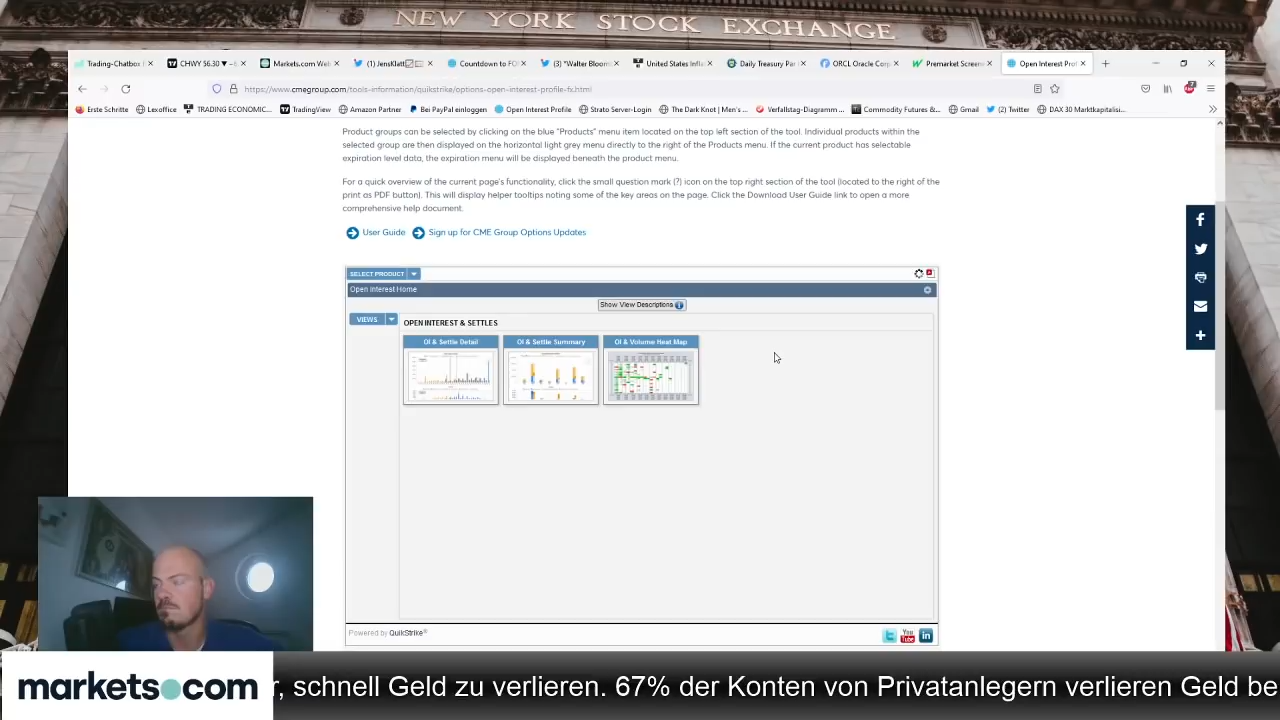 NEW YORK STOCK EXCHANGE
Trading-Chatbox
CHWY 56.30 ▼ −6.
Markets.com Web
(1) JensKlatt
Countdown to FO
(3) *Walter Bloom
United States Infla
Daily Treasury Par
ORCL Oracle Corp
Premarket Screene
Open Interest Prof
https://www.cmegroup.com/tools-information/quikstrike/options-open-interest-profile-fx.html
Erste Schritte
Lexoffice
TRADING ECONOMIC...
TradingView
Amazon Partner
Bei PayPal einloggen
Open Interest Profile
Strato Server-Login
The Dark Knot | Men's ...
Verfallstag-Diagramm ...
Commodity Futures &...
Gmail
(2) Twitter
DAX 30 Marktkapitalisi...
Product groups can be selected by clicking on the blue "Products" menu item located on the top left section of the tool. Individual products within the
selected group are then displayed on the horizontal light grey menu directly to the right of the Products menu. If the current product has selectable
expiration level data, the expiration menu will be displayed beneath the product menu.
For a quick overview of the current page's functionality, click the small question mark (?) icon on the top right section of the tool (located to the right of the
print as PDF button). This will display helper tooltips noting some of the key areas on the page. Click the Download User Guide link to open a more
comprehensive help document.
User Guide
Sign up for CME Group Options Updates
SELECT PRODUCT
Open Interest Home
Show View Descriptions
VIEWS
OPEN INTEREST & SETTLES
OI & Settle Detail
OI & Settle Summary
OI & Volume Heat Map
Powered by QuikStrike®
You
Tube
markets.com
r, schnell Geld zu verlieren. 67% der Konten von Privatanlegern verlieren Geld be